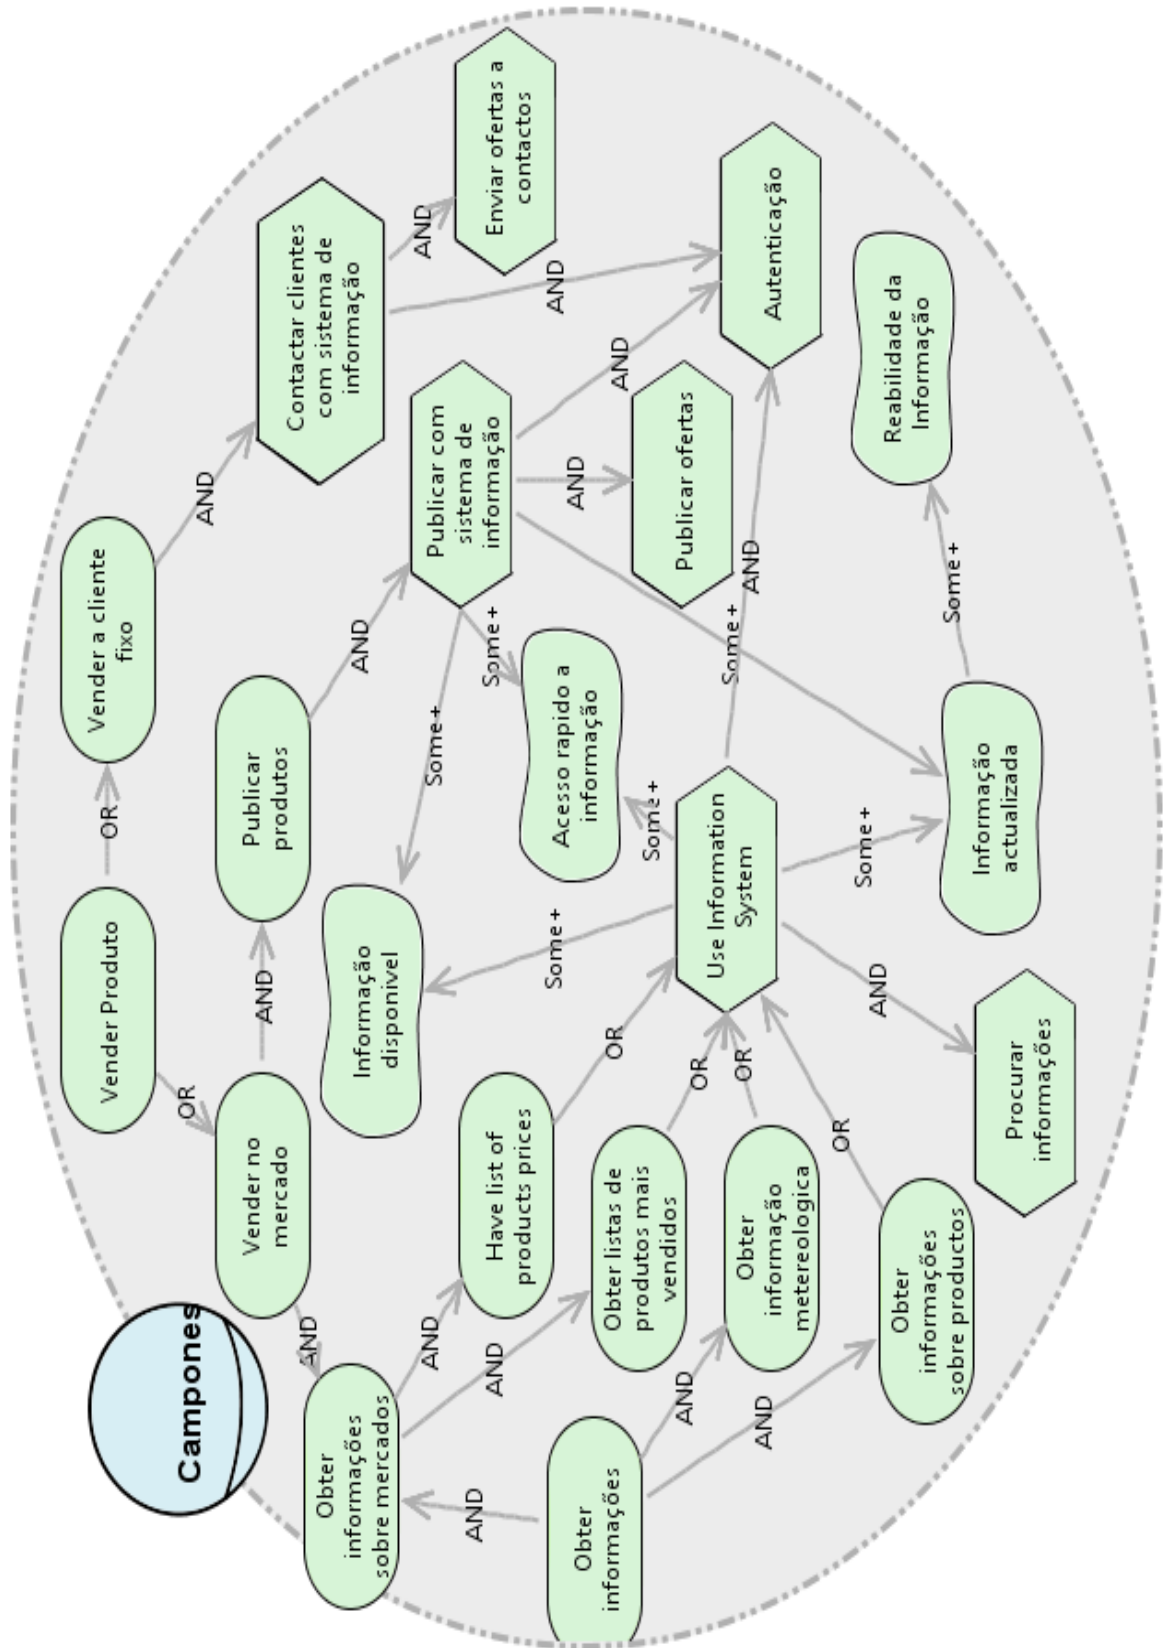 Campones
Vender Produto
OR
Vender a cliente
fixo
OR
AND
Vender no
mercado
AND
Publicar
produtos
AND
Contactar clientes
com sistema de
informação
AND
Obter
informações
sobre mercados
Informação
disponivel
AND
AND
Publicar com
sistema de
informação
Enviar ofertas a
contactos
AND
Some+
Some+
AND
AND
Have list of
products prices
Some+
Acesso rapido a
informação
AND
AND
Obter
informações
OR
Some+
AND
Obter listas de
produtos mais
vendidos
Publicar ofertas
AND
OR
Use Information
System
Some+
AND
Autenticação
AND
Obter
informação
metereologica
OR
OR
AND
Some+
Obter
informações
sobre productos
Reabilidade da
Informação
Procurar
informações
Informação
actualizada
Some+